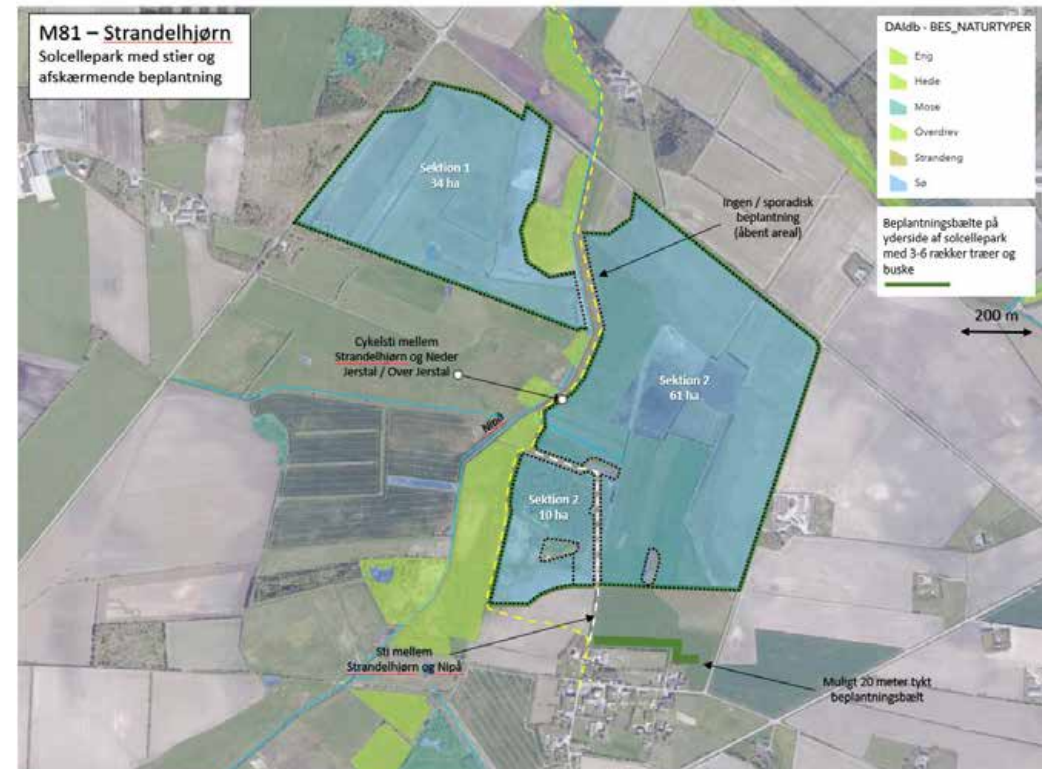 M81 – Strandelhjørn
Solcellepark med stier og
afskærmende beplantning
DAIdb - BES_NATURTYPER
Eng
Hede
Mose
Overdrev
Strandeng
Sø
Beplantningsbælte på
yderside af solcellepark
med 3-6 rækker træer og
buske
200 m
Sektion 1
34 ha
Ingen / sporadisk
beplantning
(åbent areal)
Cykelsti mellem
Strandelhjørn og Neder
Jerstal / Over Jerstal
Sektion 2
61 ha
Nipå
Sektion 2
10 ha
Sti mellem
Strandelhjørn og Nipå
Muligt 20 meter tykt
beplantningsbælt